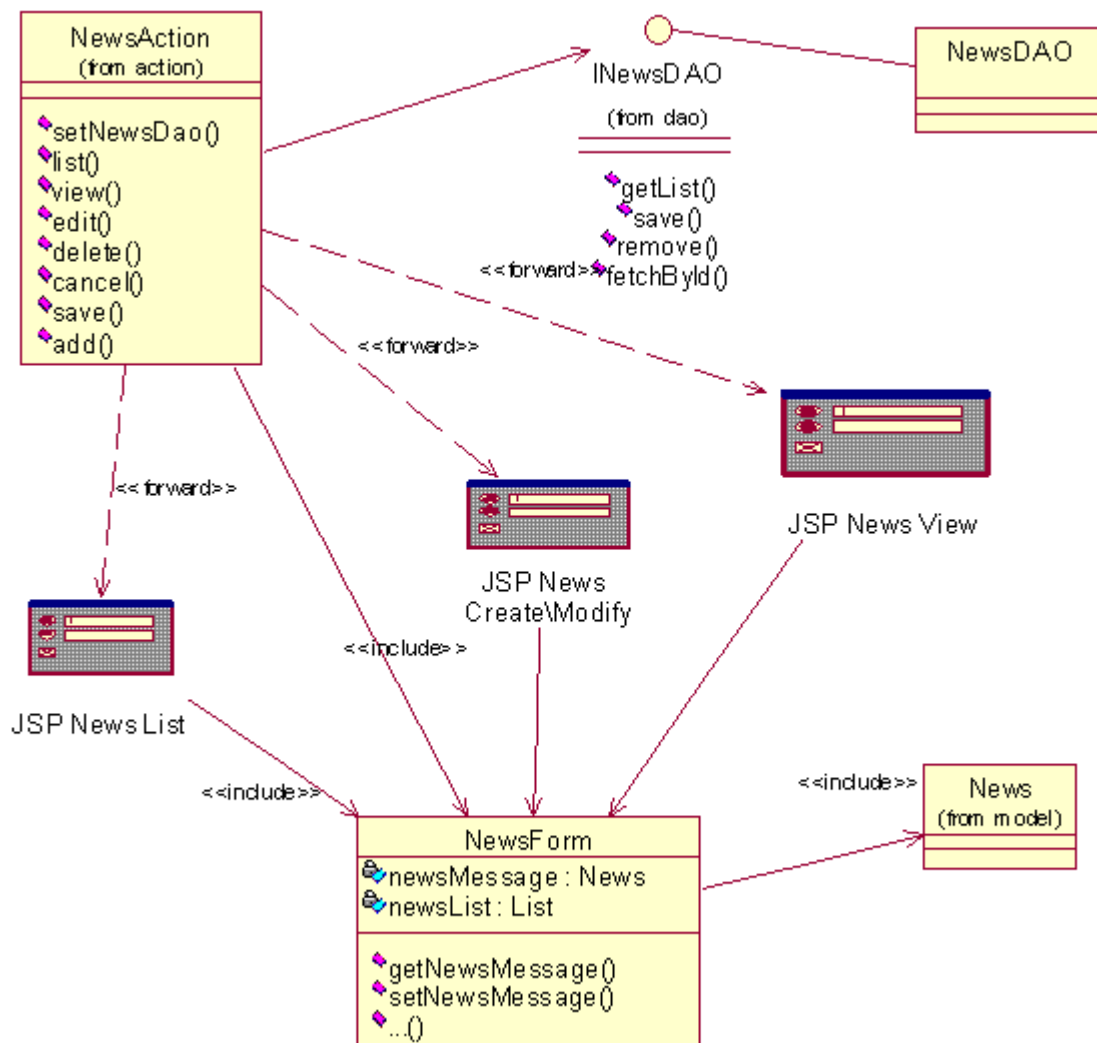 NewsAction
(from action)
setNewsDao()
list()
view()
edit()
delete()
cancel()
save()
add()
INewsDAO
(from dao)
getList()
save()
remove()
fetchById()
NewsDAO
<<forward>>
<<forward>>
<<forward>>
JSP News View
JSP News
Create\Modify
<<include>>
JSP News List
<<include>>
<<include>>
News
(from model)
NewsForm
newsMessage : News
newsList : List
getNewsMessage()
setNewsMessage()
...()